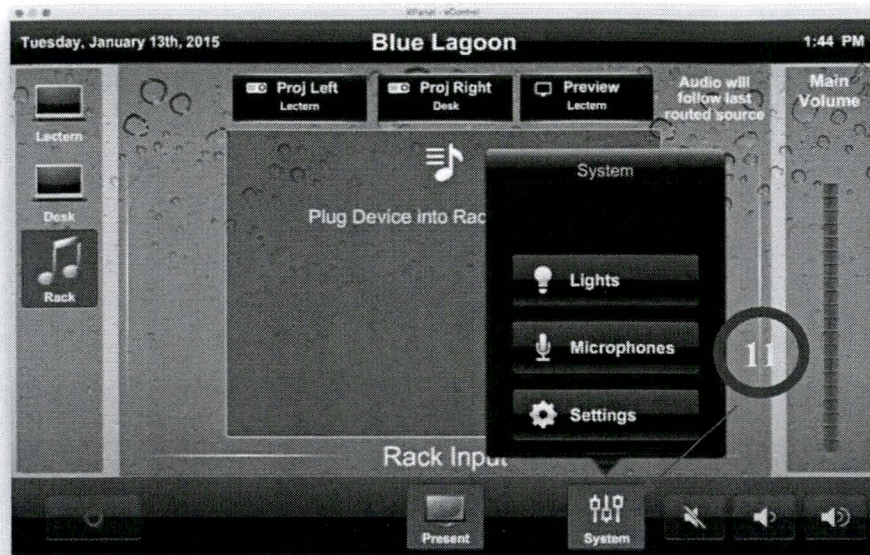 XPanel - eControl
Tuesday, January 13th, 2015
Blue Lagoon
1:44 PM
Proj Left
Lectern
Proj Right
Desk
Preview
Lectern
Audio will
follow last
routed source
Main
Volume
Lectern
Desk
Rack
Plug Device into Rac
System
Lights
Microphones
Settings
11
Rack Input
Present
System